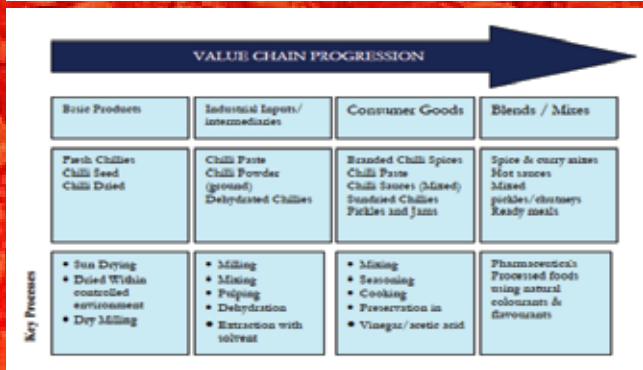 VALUE CHAIN PROGRESSION
Basic Products
Industrial Inputs/
intermediaries
Consumer Goods
Blends / Mixes
Fresh Chillies
Chilli Seed
Chilli Dried
Chilli Paste
Chilli Powder
(ground)
Dehydrated Chillies
Branded Chilli Spices
Chilli Paste
Chilli Sauces (Mixed)
Sundried Chillies
Pickles and Jams
Spice & curry mixes
Hot sauces
Mixed
pickles/chutneys
Ready meals
Key Processes
• Sun Drying
• Dried Within
controlled
environment
• Dry Milling
• Milling
• Mixing
• Pulping
• Dehydration
• Extraction with
solvent
• Mixing
• Seasoning
• Cooking
• Preservation in
• Vinegar/acetic acid
Pharmaceuticals
Processed foods
using natural
colourants &
flavourants